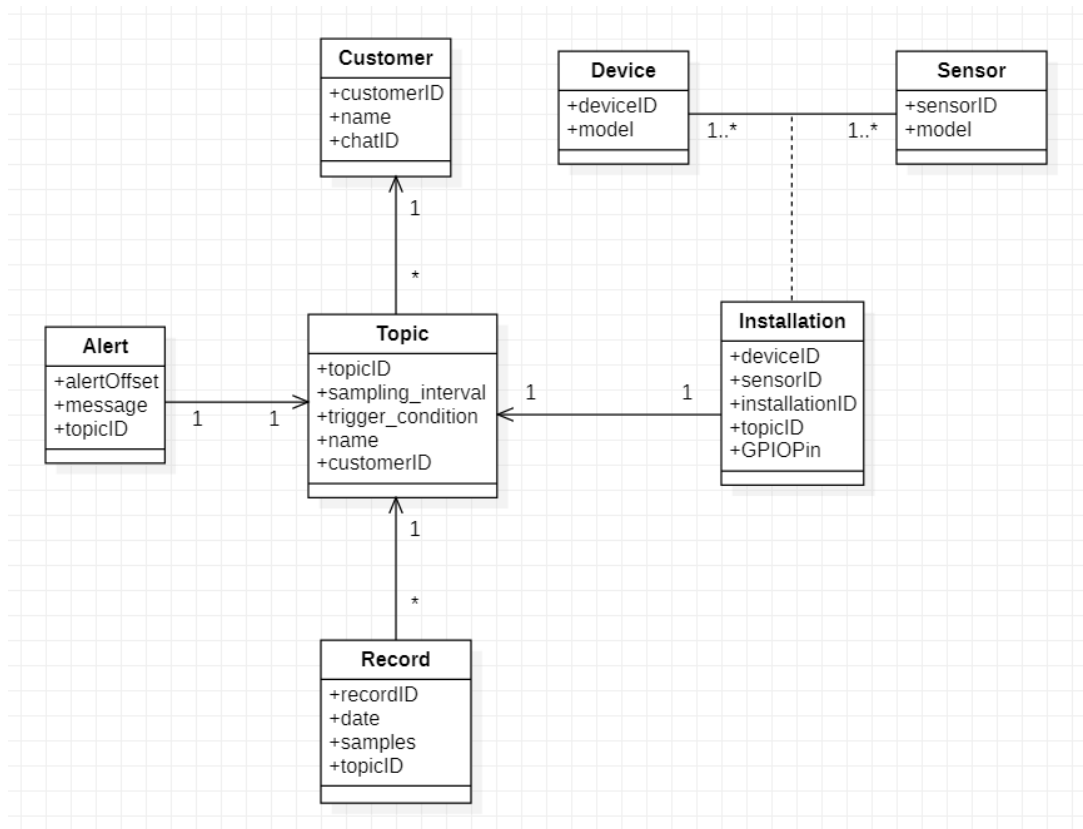 Customer
+customerID
+name
+chatID
Device
+deviceID
+model
Sensor
+sensorID
+model
1..*
1..*
1
*
Alert
+alertOffset
+message
+topicID
Topic
+topicID
+sampling_interval
+trigger_condition
+name
+customerID
Installation
+deviceID
+sensorID
+installationID
+topicID
+GPIOPin
1
1
1
1
1
*
Record
+recordID
+date
+samples
+topicID